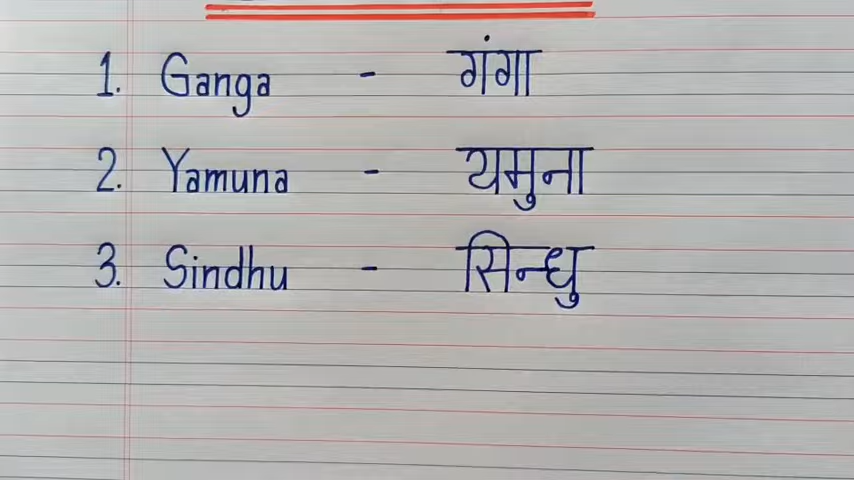 1. Ganga - गंगा
2. Yamuna - यमुना
3. Sindhu - सिन्धु